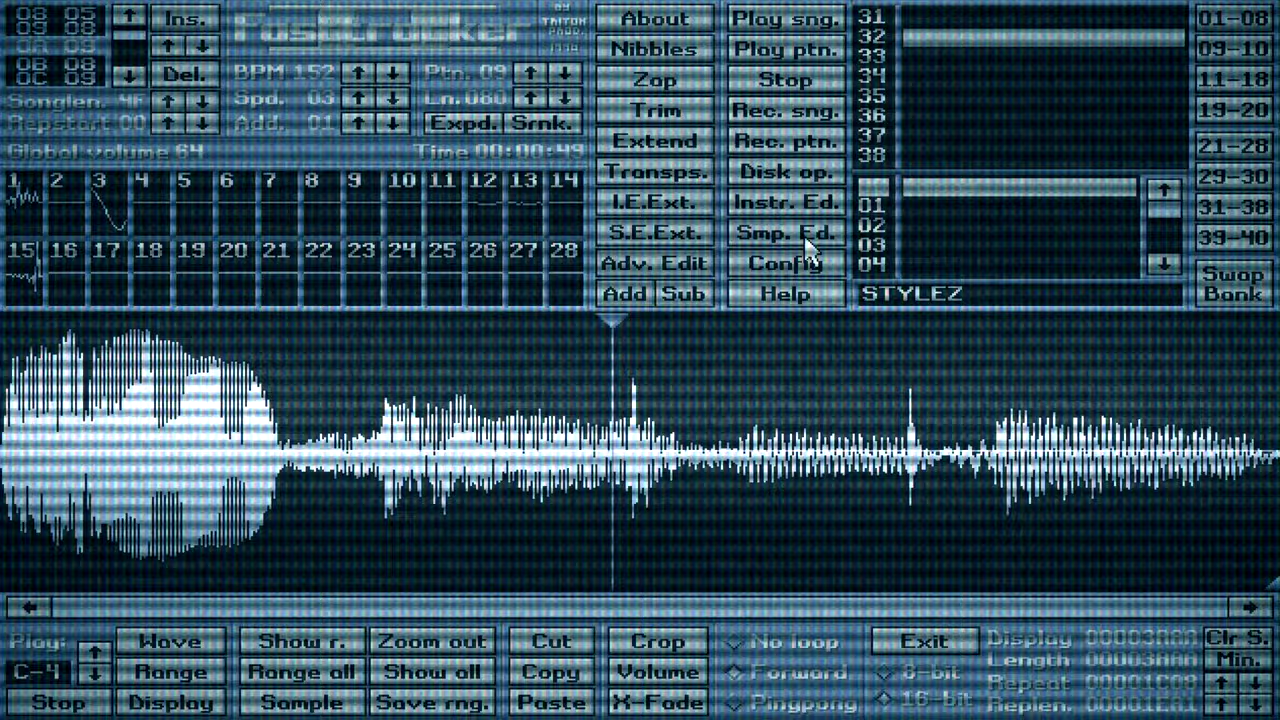 08 05
09 08
0A 09
0B 08
0C 09
Ins.
Del.
Songlen. 4F
Repstart 00
Fasttracker
BY
TRITON
PROD.
1994
BPM 152
Spd. 03
Add. 01
Ptn. 09
Ln. 080
Expd. Srnk.
Global volume 64
Time 00:00:49
1 2 3 4 5 6 7 8 9 10 11 12 13 14
15 16 17 18 19 20 21 22 23 24 25 26 27 28
About
Nibbles
Zap
Trim
Extend
Transps.
I.E.Ext.
S.E.Ext.
Adv. Edit
Add Sub
Play sng.
Play ptn.
Stop
Rec. sng.
Rec. ptn.
Disk op.
Instr. Ed.
Smp. Ed.
Config
Help
31
32
33
34
35
36
37
38
01
02
03
04
STYLEZ
01-08
09-10
11-18
19-20
21-28
29-30
31-38
39-40
Swap
Bank
Play:
C-4
Stop
Wave
Range
Display
Show r.
Range all
Sample
Zoom out
Show all
Save rng.
Cut
Copy
Paste
Crop
Volume
X-Fade
No loop
Forward
Pingpong
Exit
8-bit
16-bit
Display
Length
Repeat
Replen.
Clr S.
Min.